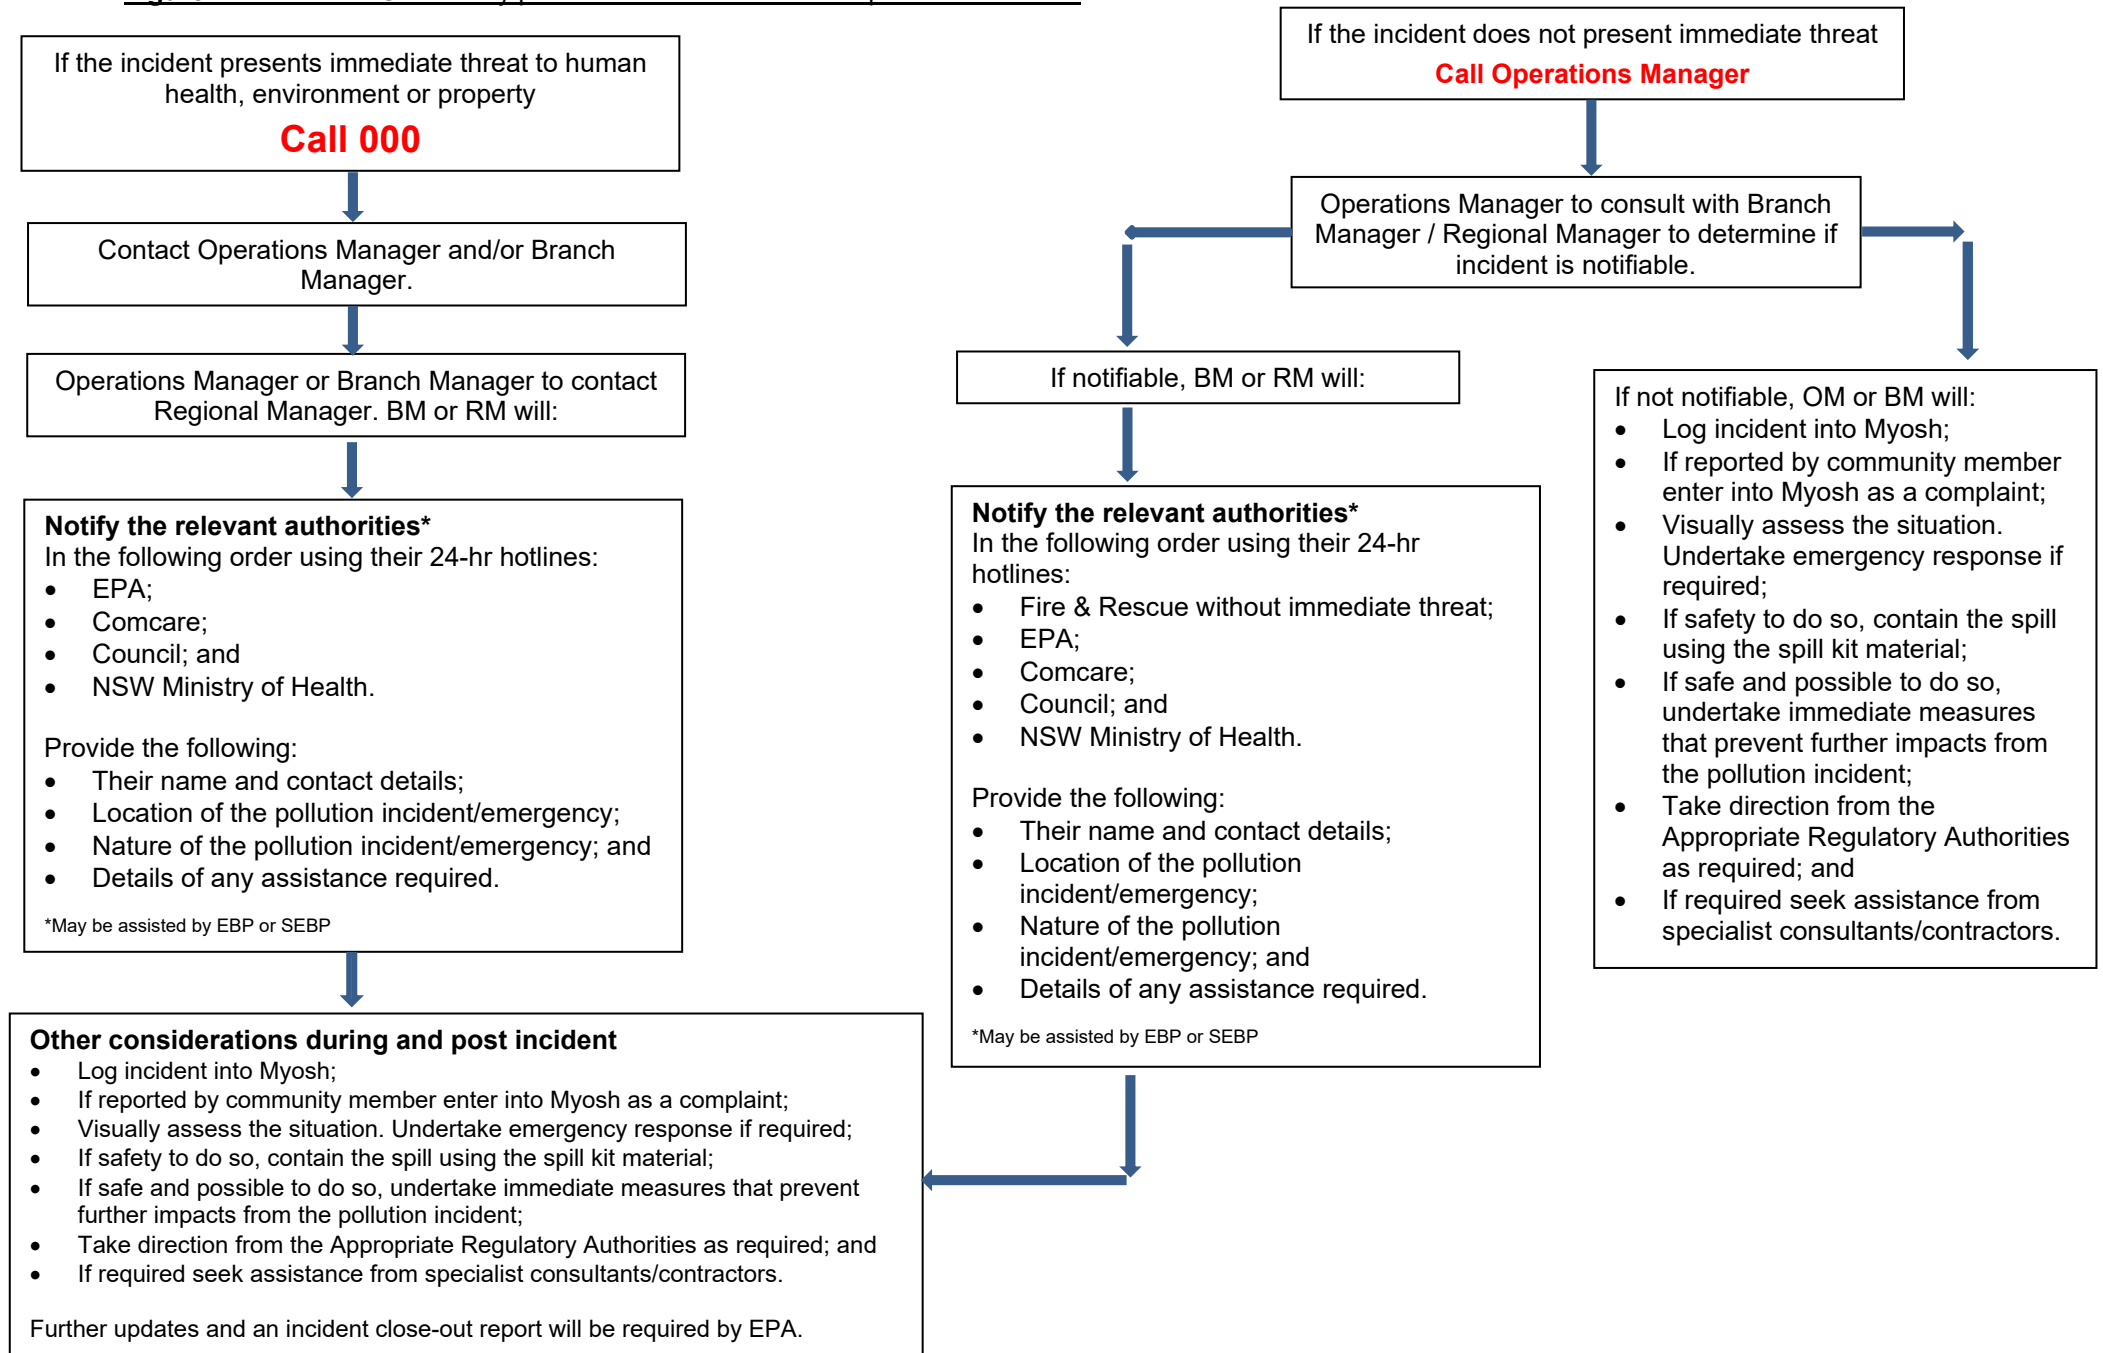 If the incident presents immediate threat to human
health, environment or property
Call 000
Contact Operations Manager and/or Branch
Manager.
Operations Manager or Branch Manager to contact
Regional Manager. BM or RM will:
Notify the relevant authorities*
In the following order using their 24-hr hotlines:
• EPA;
• Comcare;
• Council; and
• NSW Ministry of Health.
Provide the following:
• Their name and contact details;
• Location of the pollution incident/emergency;
• Nature of the pollution incident/emergency; and
• Details of any assistance required.
*May be assisted by EBP or SEBP
Other considerations during and post incident
• Log incident into Myosh;
• If reported by community member enter into Myosh as a complaint;
• Visually assess the situation. Undertake emergency response if required;
• If safety to do so, contain the spill using the spill kit material;
• If safe and possible to do so, undertake immediate measures that prevent
further impacts from the pollution incident;
• Take direction from the Appropriate Regulatory Authorities as required; and
• If required seek assistance from specialist consultants/contractors.
Further updates and an incident close-out report will be required by EPA.
If the incident does not present immediate threat
Call Operations Manager
Operations Manager to consult with Branch
Manager / Regional Manager to determine if
incident is notifiable.
If notifiable, BM or RM will:
Notify the relevant authorities*
In the following order using their 24-hr
hotlines:
• Fire & Rescue without immediate threat;
• EPA;
• Comcare;
• Council; and
• NSW Ministry of Health.
Provide the following:
• Their name and contact details;
• Location of the pollution
incident/emergency;
• Nature of the pollution
incident/emergency; and
• Details of any assistance required.
*May be assisted by EBP or SEBP
If not notifiable, OM or BM will:
• Log incident into Myosh;
• If reported by community member
enter into Myosh as a complaint;
• Visually assess the situation.
Undertake emergency response if
required;
• If safety to do so, contain the spill
using the spill kit material;
• If safe and possible to do so,
undertake immediate measures
that prevent further impacts from
the pollution incident;
• Take direction from the
Appropriate Regulatory Authorities
as required; and
• If required seek assistance from
specialist consultants/contractors.